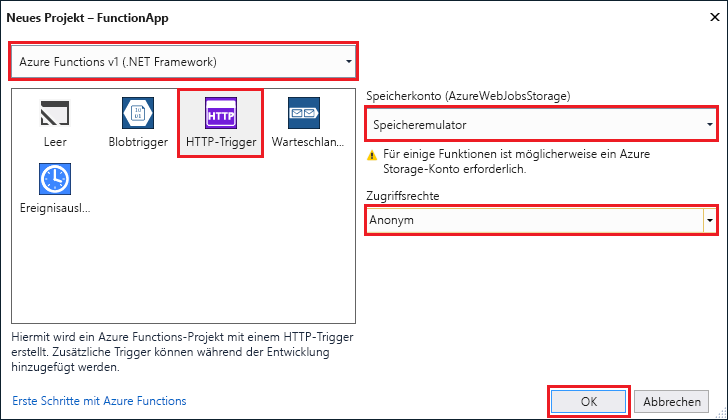 Neues Projekt – FunctionApp
Azure Functions v1 (.NET Framework)
Leer
Blobtrigger
HTTP
HTTP-Trigger
Warteschlan...
Ereignisausl...
Speicherkonto (AzureWebJobsStorage)
Speicheremulator
Für einige Funktionen ist möglicherweise ein Azure
Storage-Konto erforderlich.
Zugriffsrechte
Anonym
Hiermit wird ein Azure Functions-Projekt mit einem HTTP-Trigger
erstellt. Zusätzliche Trigger können während der Entwicklung
hinzugefügt werden.
Erste Schritte mit Azure Functions
OK
Abbrechen